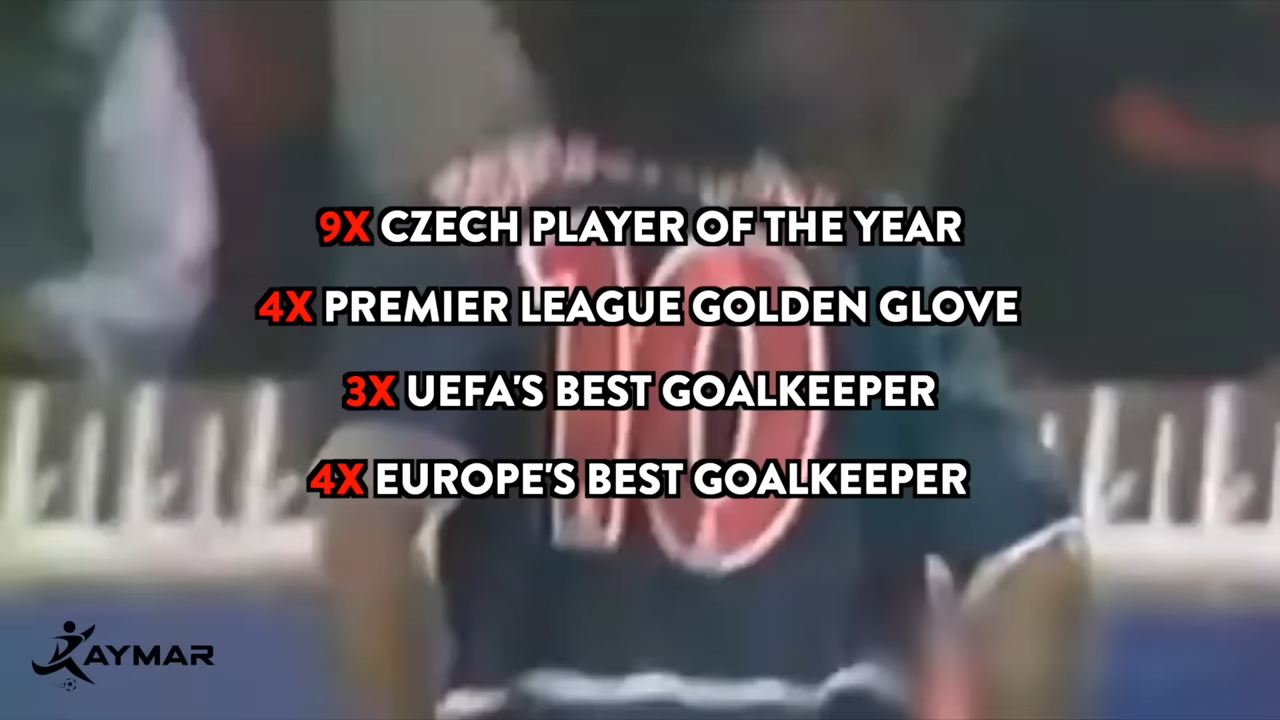 9X CZECH PLAYER OF THE YEAR
4X PREMIER LEAGUE GOLDEN GLOVE
3X UEFA'S BEST GOALKEEPER
4X EUROPE'S BEST GOALKEEPER
10
KAYMAR